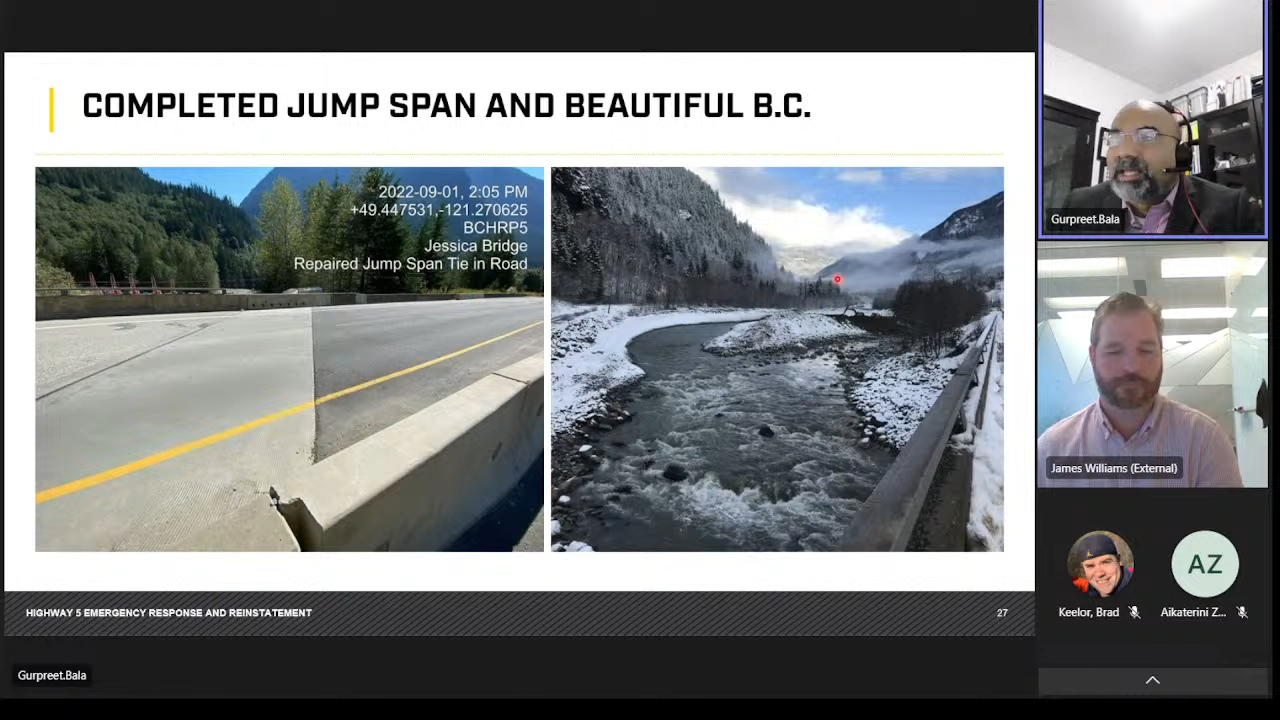 COMPLETED JUMP SPAN AND BEAUTIFUL B.C.
2022-09-01, 2:05 PM
+49.447531,-121.270625
BCHRP5
Jessica Bridge
Repaired Jump Span Tie in Road
HIGHWAY 5 EMERGENCY RESPONSE AND REINSTATEMENT
27
Gurpreet.Bala
Gurpreet.Bala
James Williams (External)
AZ
Keelor, Brad
Aikaterini Z...